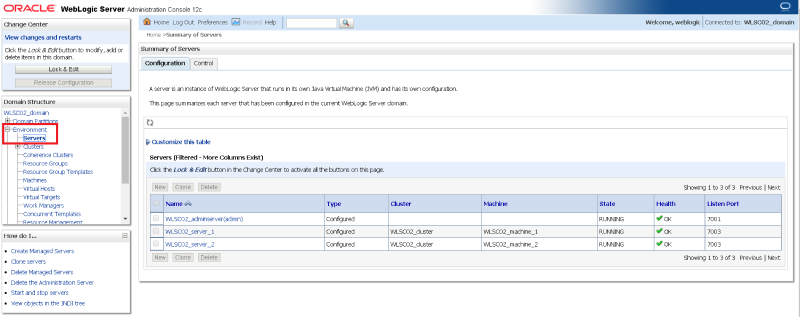 ORACLE WebLogic Server Administration Console 12c
Change Center
View changes and restarts
Click the Lock & Edit button to modify, add or
delete items in this domain.
Lock & Edit
Release Configuration
Domain Structure
WLSC02_domain
Domain Partitions
Environment
Servers
Clusters
Coherence Clusters
Resource Groups
Resource Group Templates
Machines
Virtual Hosts
Virtual Targets
Work Managers
Concurrent Templates
Resource Management
How do I...
Create Managed Servers
Clone servers
Delete Managed Servers
Delete the Administration Server
Start and stop servers
View objects in the JNDI tree
Home Log Out Preferences Record Help
Welcome, weblogic Connected to: WLSC02_domain
Home >Summary of Servers
Summary of Servers
Configuration Control
A server is an instance of WebLogic Server that runs in its own Java Virtual Machine (JVM) and has its own configuration.
This page summarizes each server that has been configured in the current WebLogic Server domain.
Customize this table
Servers (Filtered - More Columns Exist)
Click the Lock & Edit button in the Change Center to activate all the buttons on this page.
New Clone Delete Showing 1 to 3 of 3 Previous | Next
Name Type Cluster Machine State Health Listen Port
WLSC02_adminserver(admin) Configured RUNNING OK 7001
WLSC02_server_1 Configured WLSC02_cluster WLSC02_machine_1 RUNNING OK 7003
WLSC02_server_2 Configured WLSC02_cluster WLSC02_machine_2 RUNNING OK 7003
New Clone Delete Showing 1 to 3 of 3 Previous | Next